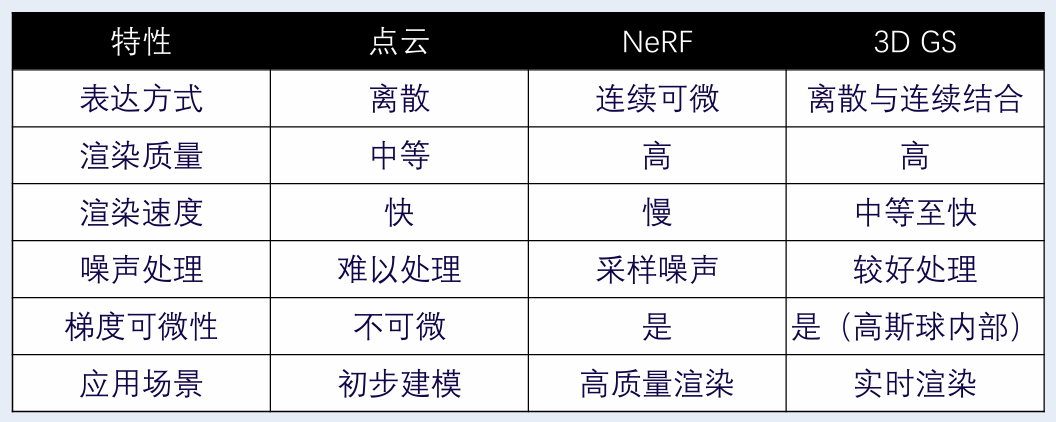 特性 点云 NeRF 3D GS
表达方式 离散 连续可微 离散与连续结合
渲染质量 中等 高 高
渲染速度 快 慢 中等至快
噪声处理 难以处理 采样噪声 较好处理
梯度可微性 不可微 是 是（高斯球内部）
应用场景 初步建模 高质量渲染 实时渲染